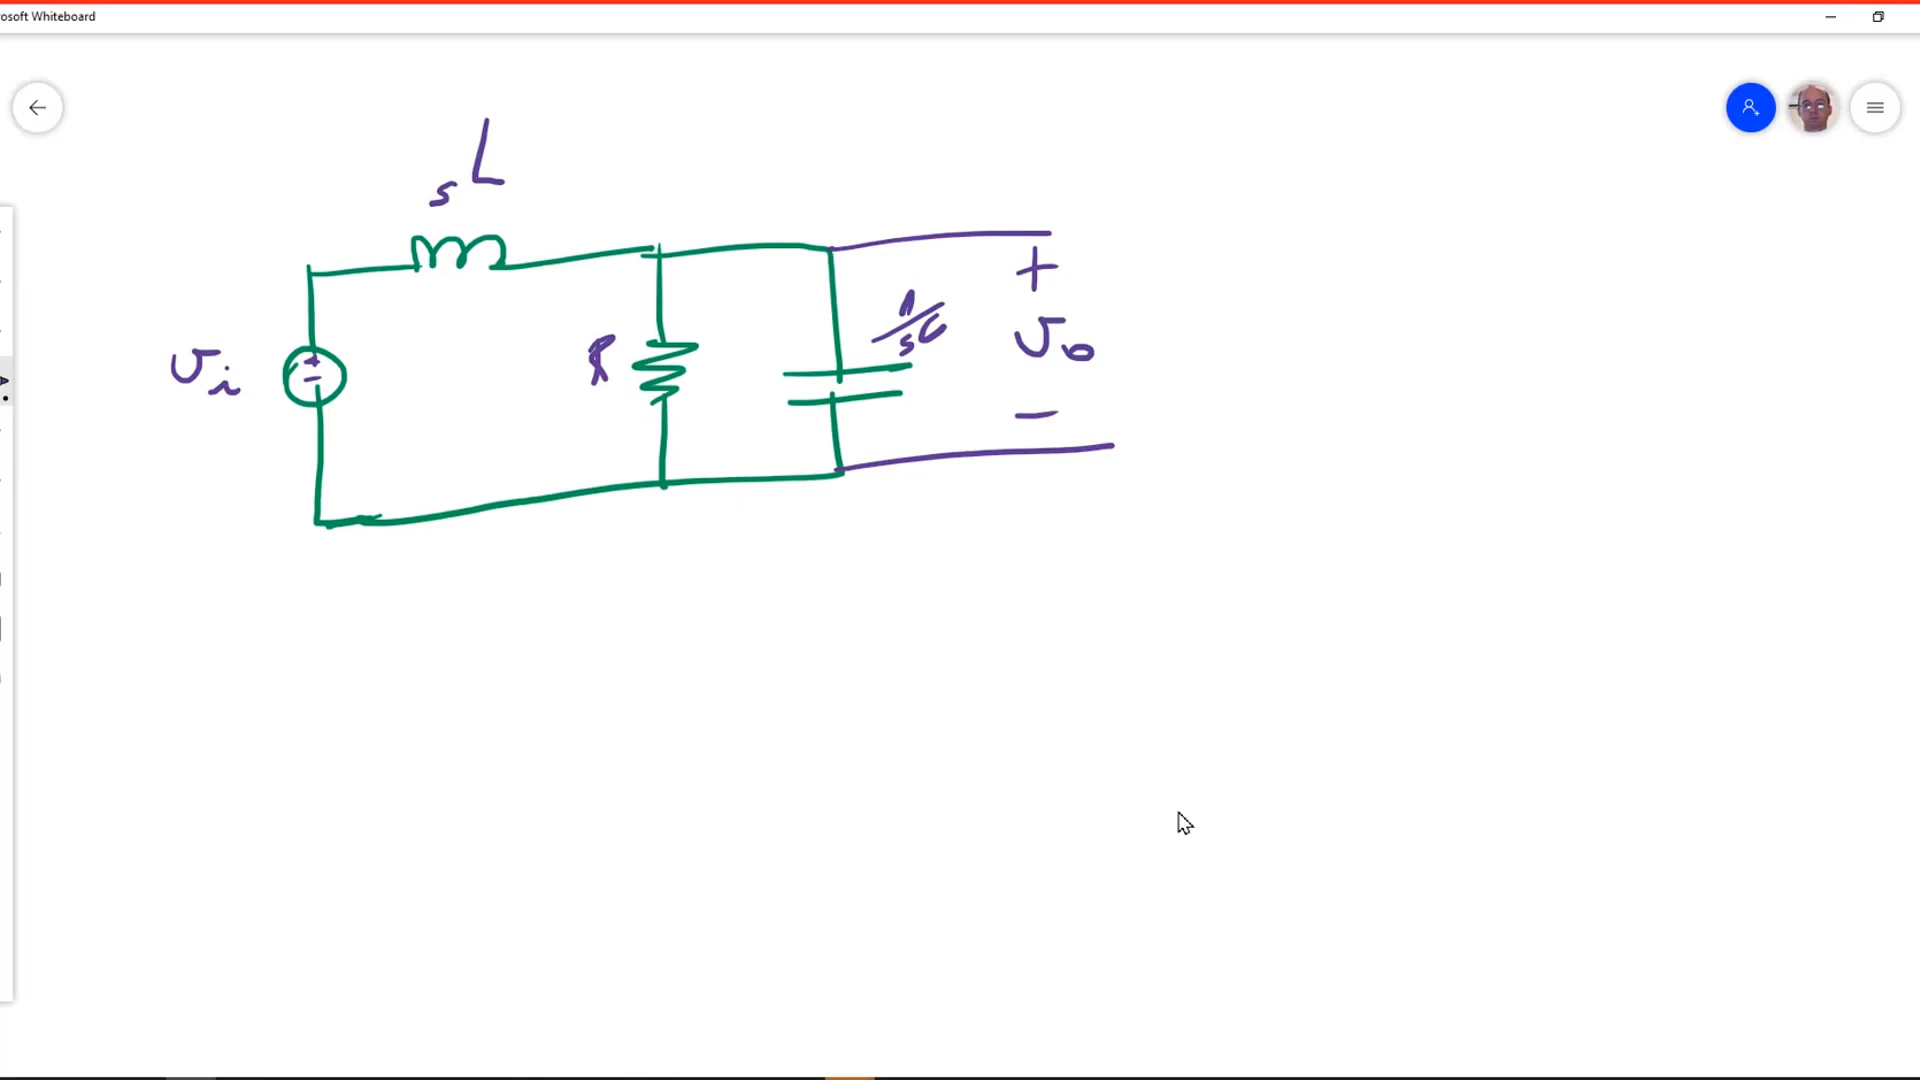 osoft Whiteboard
sL
+
1/sC
R
vi
+
-
vo
-